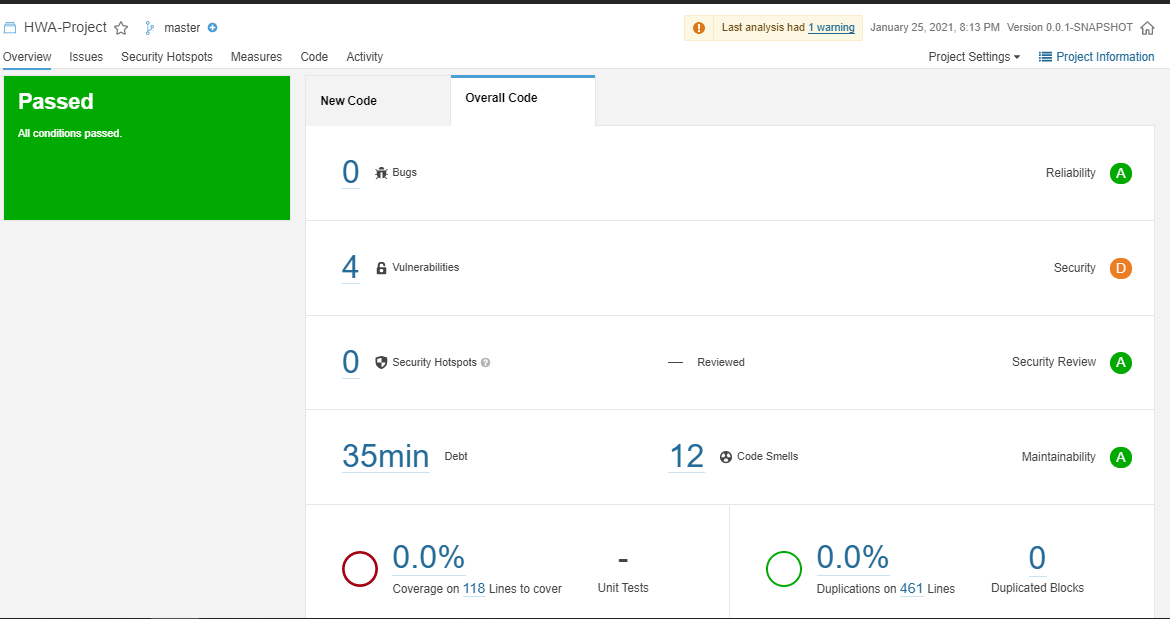 HWA-Project master Last analysis had 1 warning January 25, 2021, 8:13 PM Version 0.0.1-SNAPSHOT
Overview Issues Security Hotspots Measures Code Activity Project Settings Project Information
Passed
All conditions passed.
New Code Overall Code
0 Bugs Reliability A
4 Vulnerabilities Security D
0 Security Hotspots ? Reviewed Security Review A
35min Debt 12 Code Smells Maintainability A
0.0% - 0.0% 0
Coverage on 118 Lines to cover Unit Tests Duplications on 461 Lines Duplicated Blocks